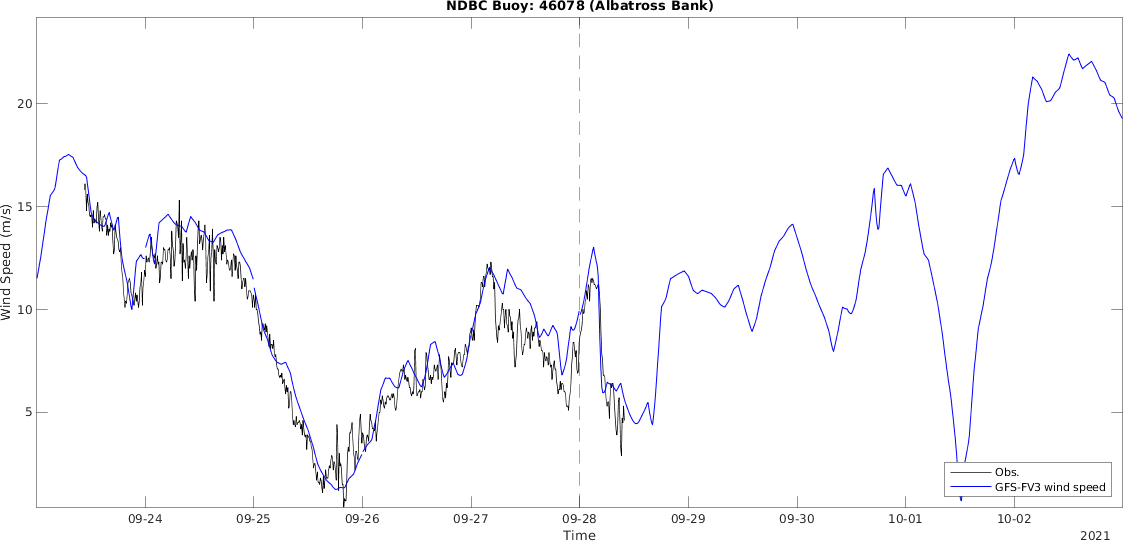 NDBC Buoy: 46078 (Albatross Bank)
20
15
10
5
Wind Speed (m/s)
Obs.
GFS-FV3 wind speed
09-24 09-25 09-26 09-27 09-28 09-29 09-30 10-01 10-02
Time
2021